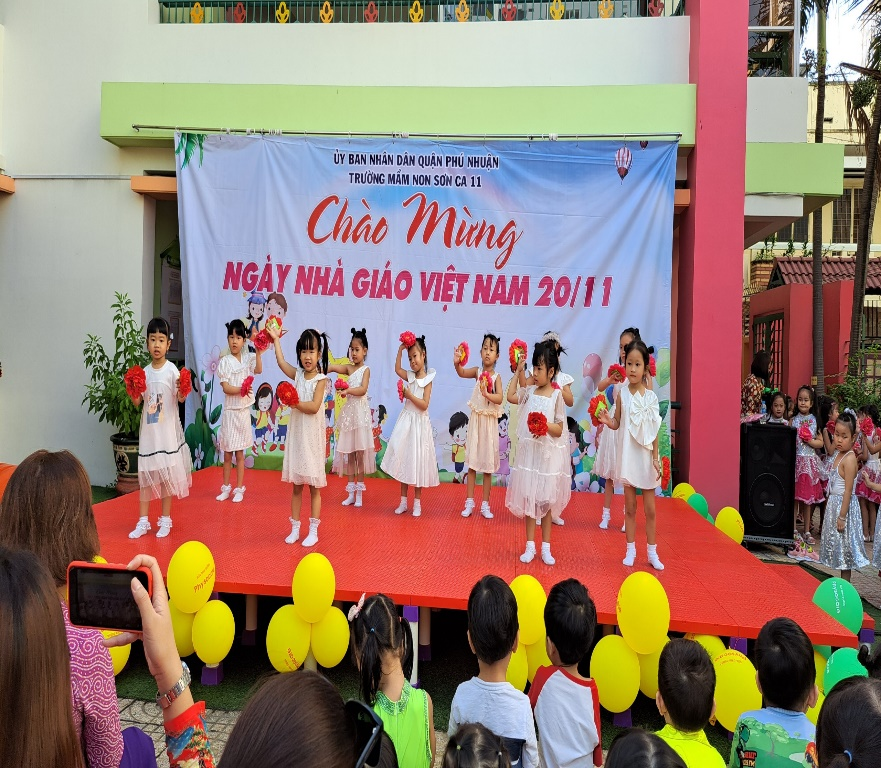 ỦY BAN NHÂN DÂN QUẬN PHÚ NHUẬN
TRƯỜNG MẦM NON SƠN CA 11
Chào Mừng
NGÀY NHÀ GIÁO VIỆT NAM 20/11